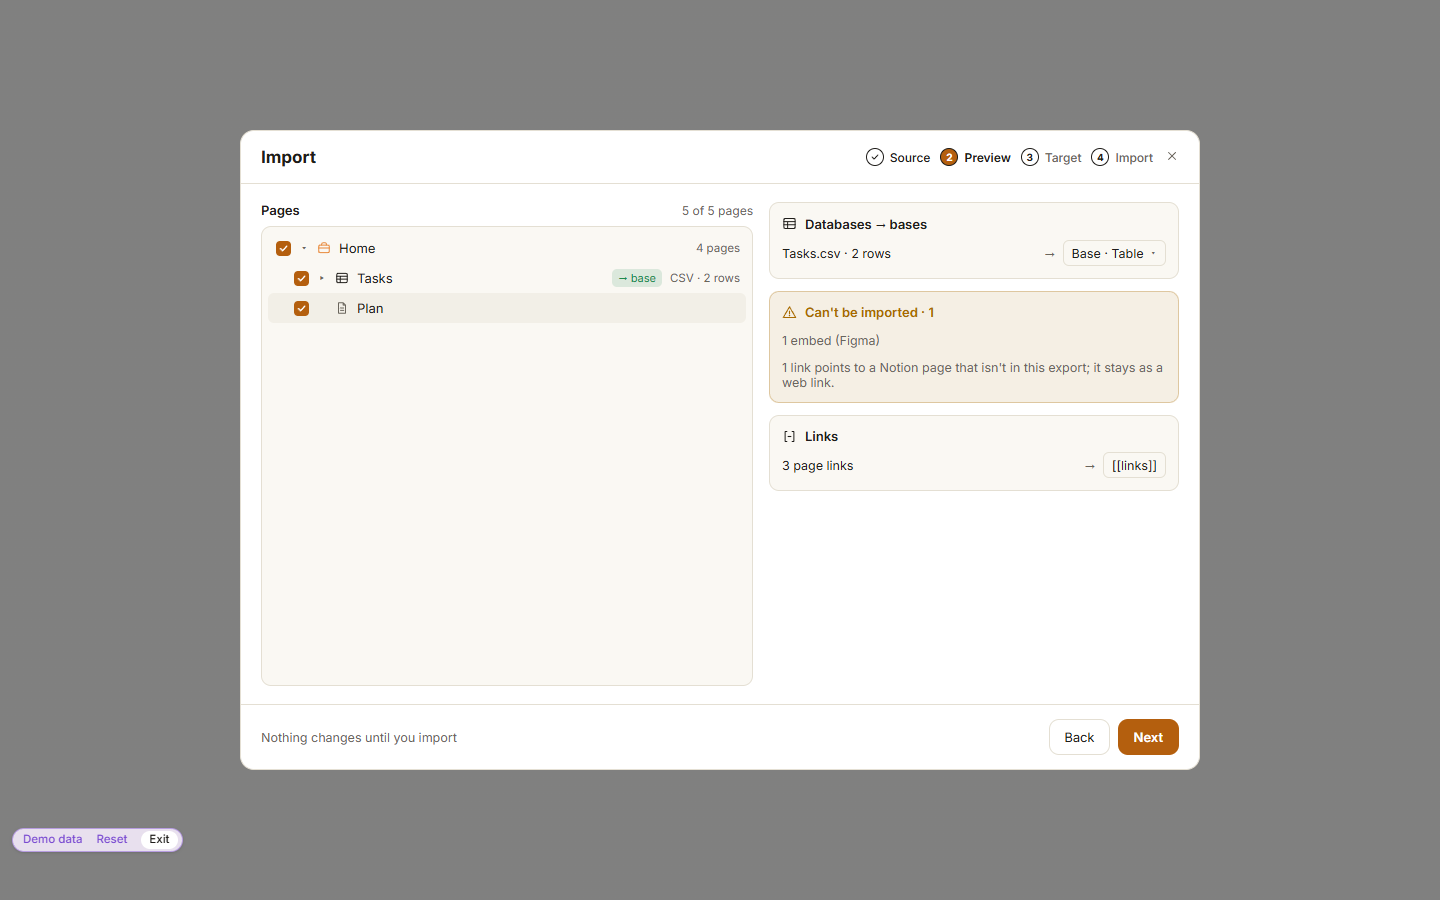 Import
Source
2 Preview
3 Target
4 Import
Pages
5 of 5 pages
Home
4 pages
Tasks
→ base
CSV · 2 rows
Plan
Databases → bases
Tasks.csv · 2 rows
→
Base · Table
Can't be imported · 1
1 embed (Figma)
1 link points to a Notion page that isn't in this export; it stays as a
web link.
Links
3 page links
→
[[links]]
Nothing changes until you import
Back
Next
Demo data
Reset
Exit